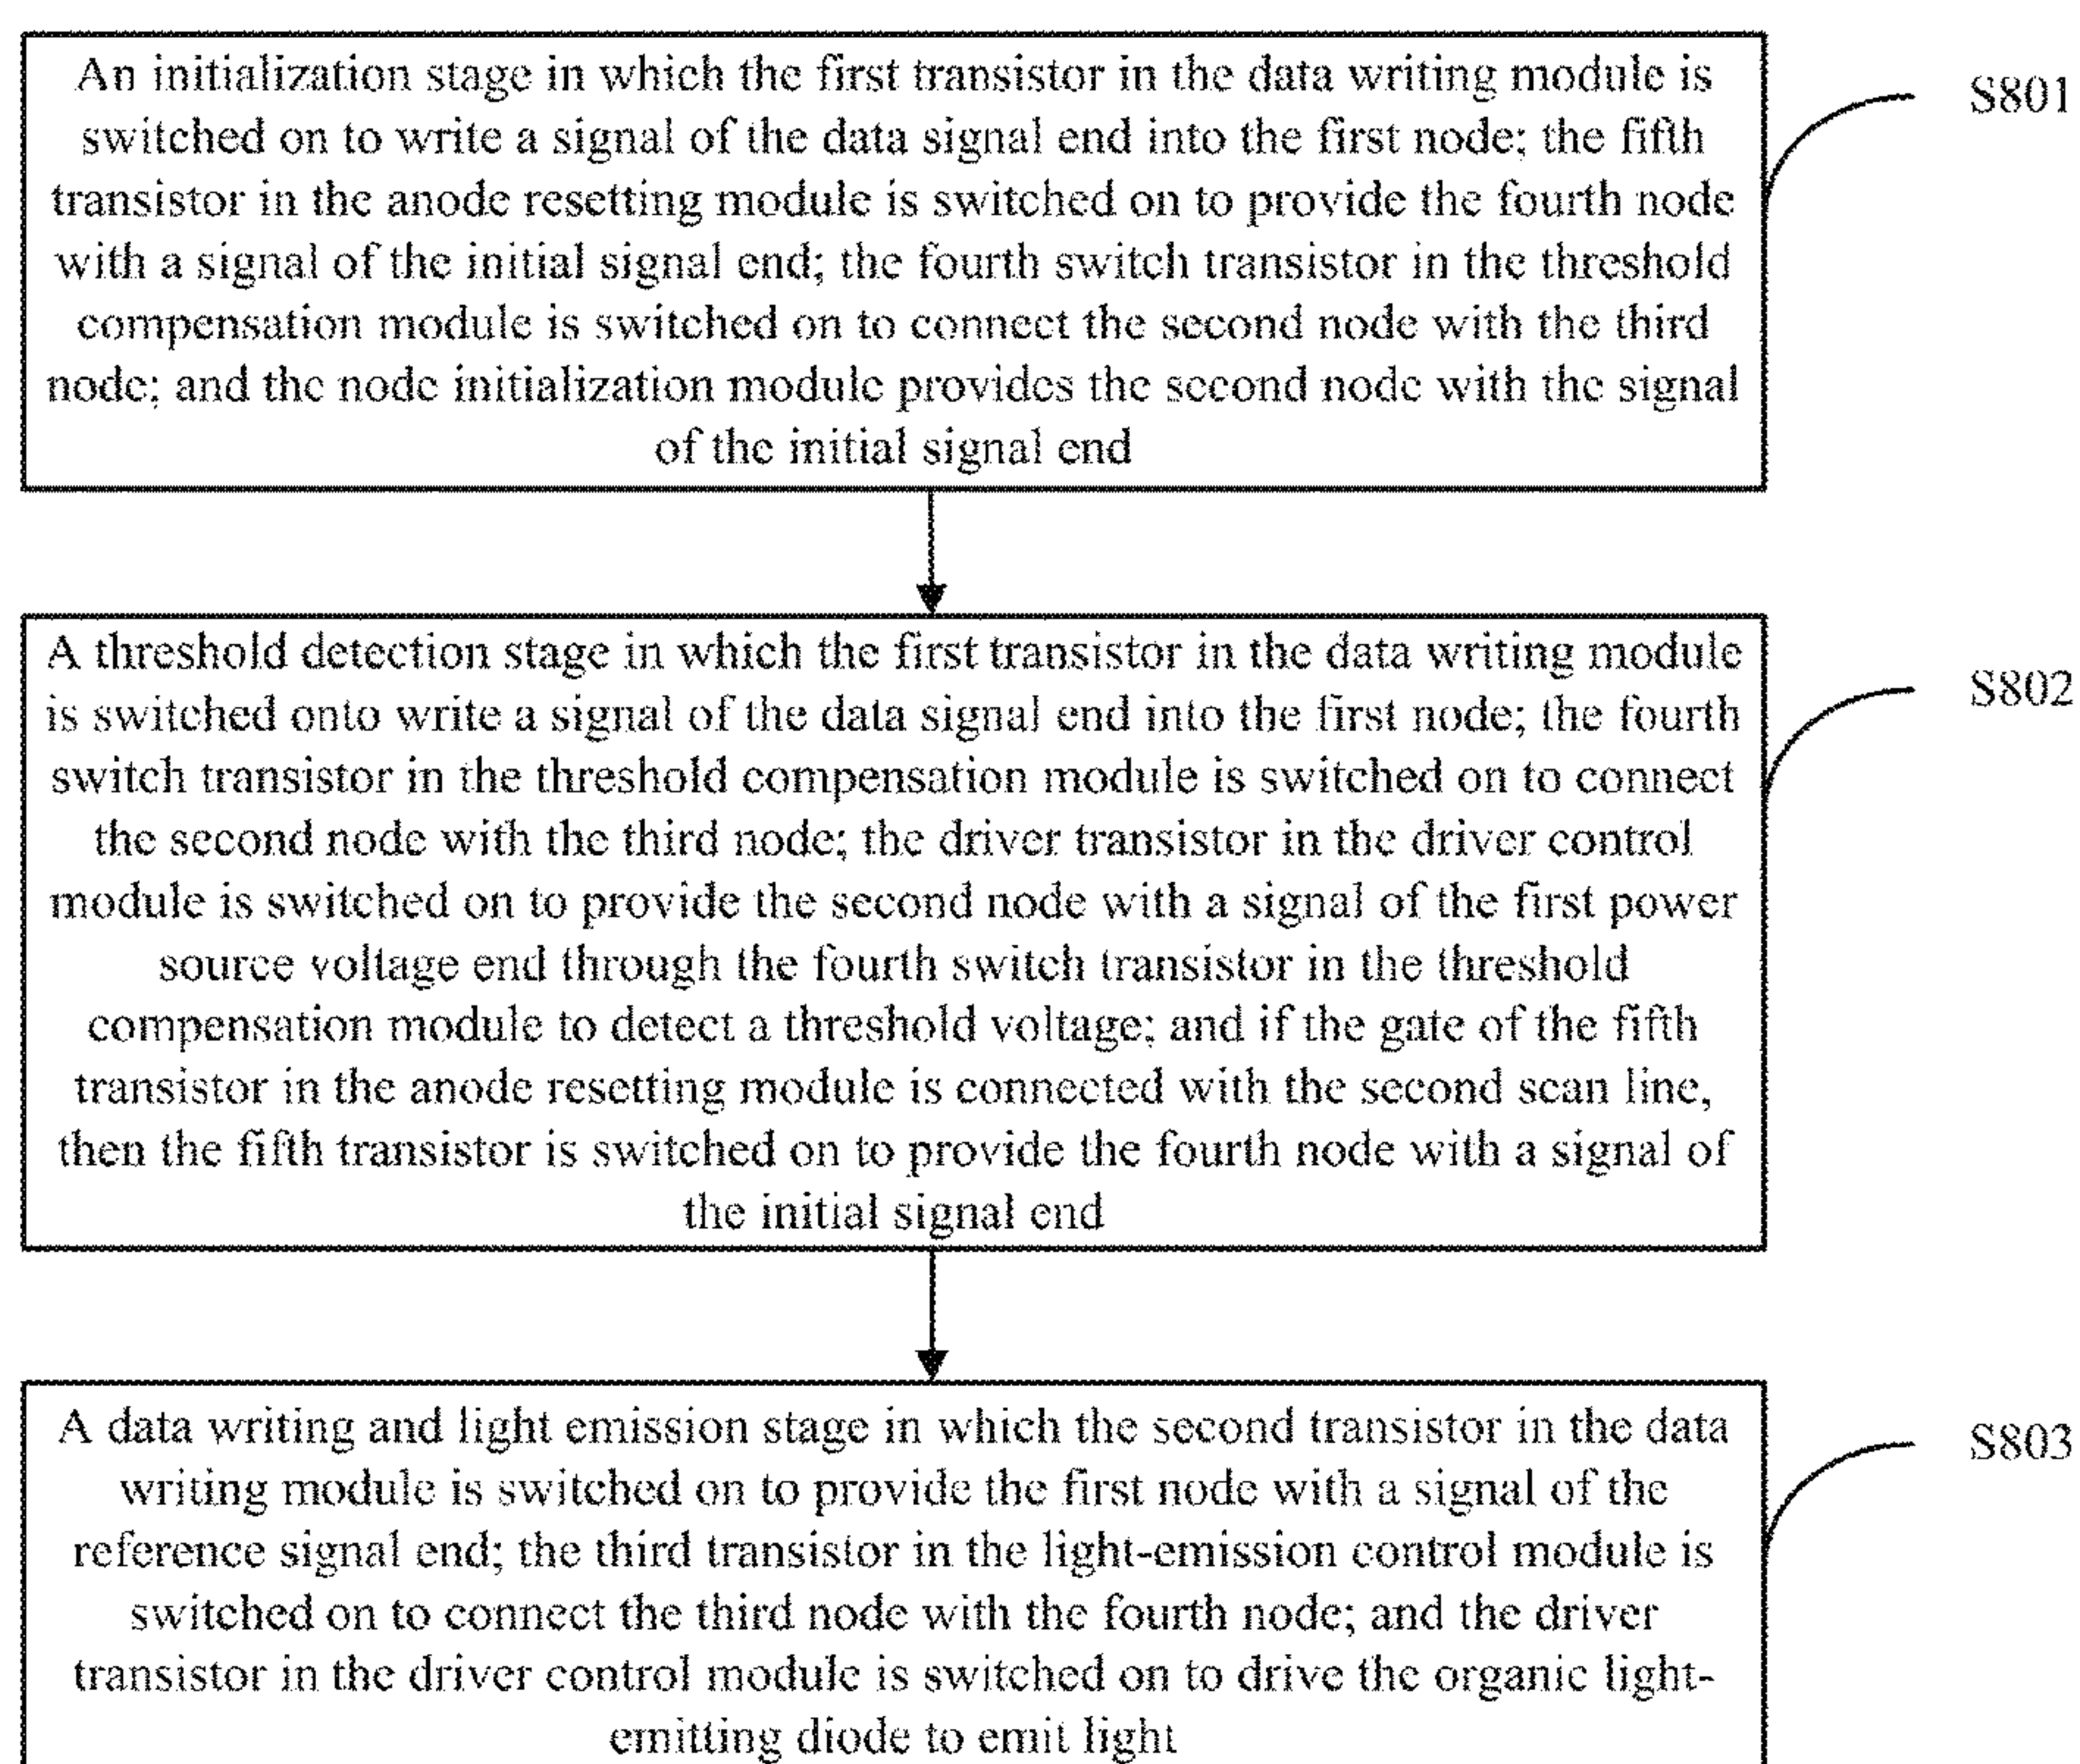 An initialization stage in which the first transistor in the data writing module is
switched on to write a signal of the data signal end into the first node; the fifth
transistor in the anode resetting module is switched on to provide the fourth node
with a signal of the initial signal end; the fourth switch transistor in the threshold
compensation module is switched on to connect the second node with the third
node; and the node initialization module provides the second node with the signal
of the initial signal end
S801
A threshold detection stage in which the first transistor in the data writing module
is switched onto write a signal of the data signal end into the first node; the fourth
switch transistor in the threshold compensation module is switched on to connect
the second node with the third node; the driver transistor in the driver control
module is switched on to provide the second node with a signal of the first power
source voltage end through the fourth switch transistor in the threshold
compensation module to detect a threshold voltage; and if the gate of the fifth
transistor in the anode resetting module is connected with the second scan line,
then the fifth transistor is switched on to provide the fourth node with a signal of
the initial signal end
S802
A data writing and light emission stage in which the second transistor in the data
writing module is switched on to provide the first node with a signal of the
reference signal end; the third transistor in the light-emission control module is
switched on to connect the third node with the fourth node; and the driver
transistor in the driver control module is switched on to drive the organic light-
emitting diode to emit light
S803